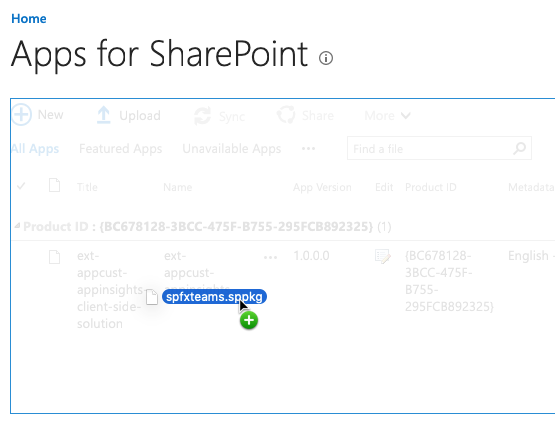 Home
Apps for SharePoint
New Upload Sync Share More
All Apps Featured Apps Unavailable Apps ••• Find a file
Title Name App Version Edit Product ID Metadata
Product ID : {BC678128-3BCC-475F-B755-295FCB892325} (1)
ext- ext- ••• 1.0.0.0 {BC678128- English -
appcust- appcust- 3BCC-475F-
appinsights- B755-
client-side- spfxteams.sppkg 295FCB892325}
solution